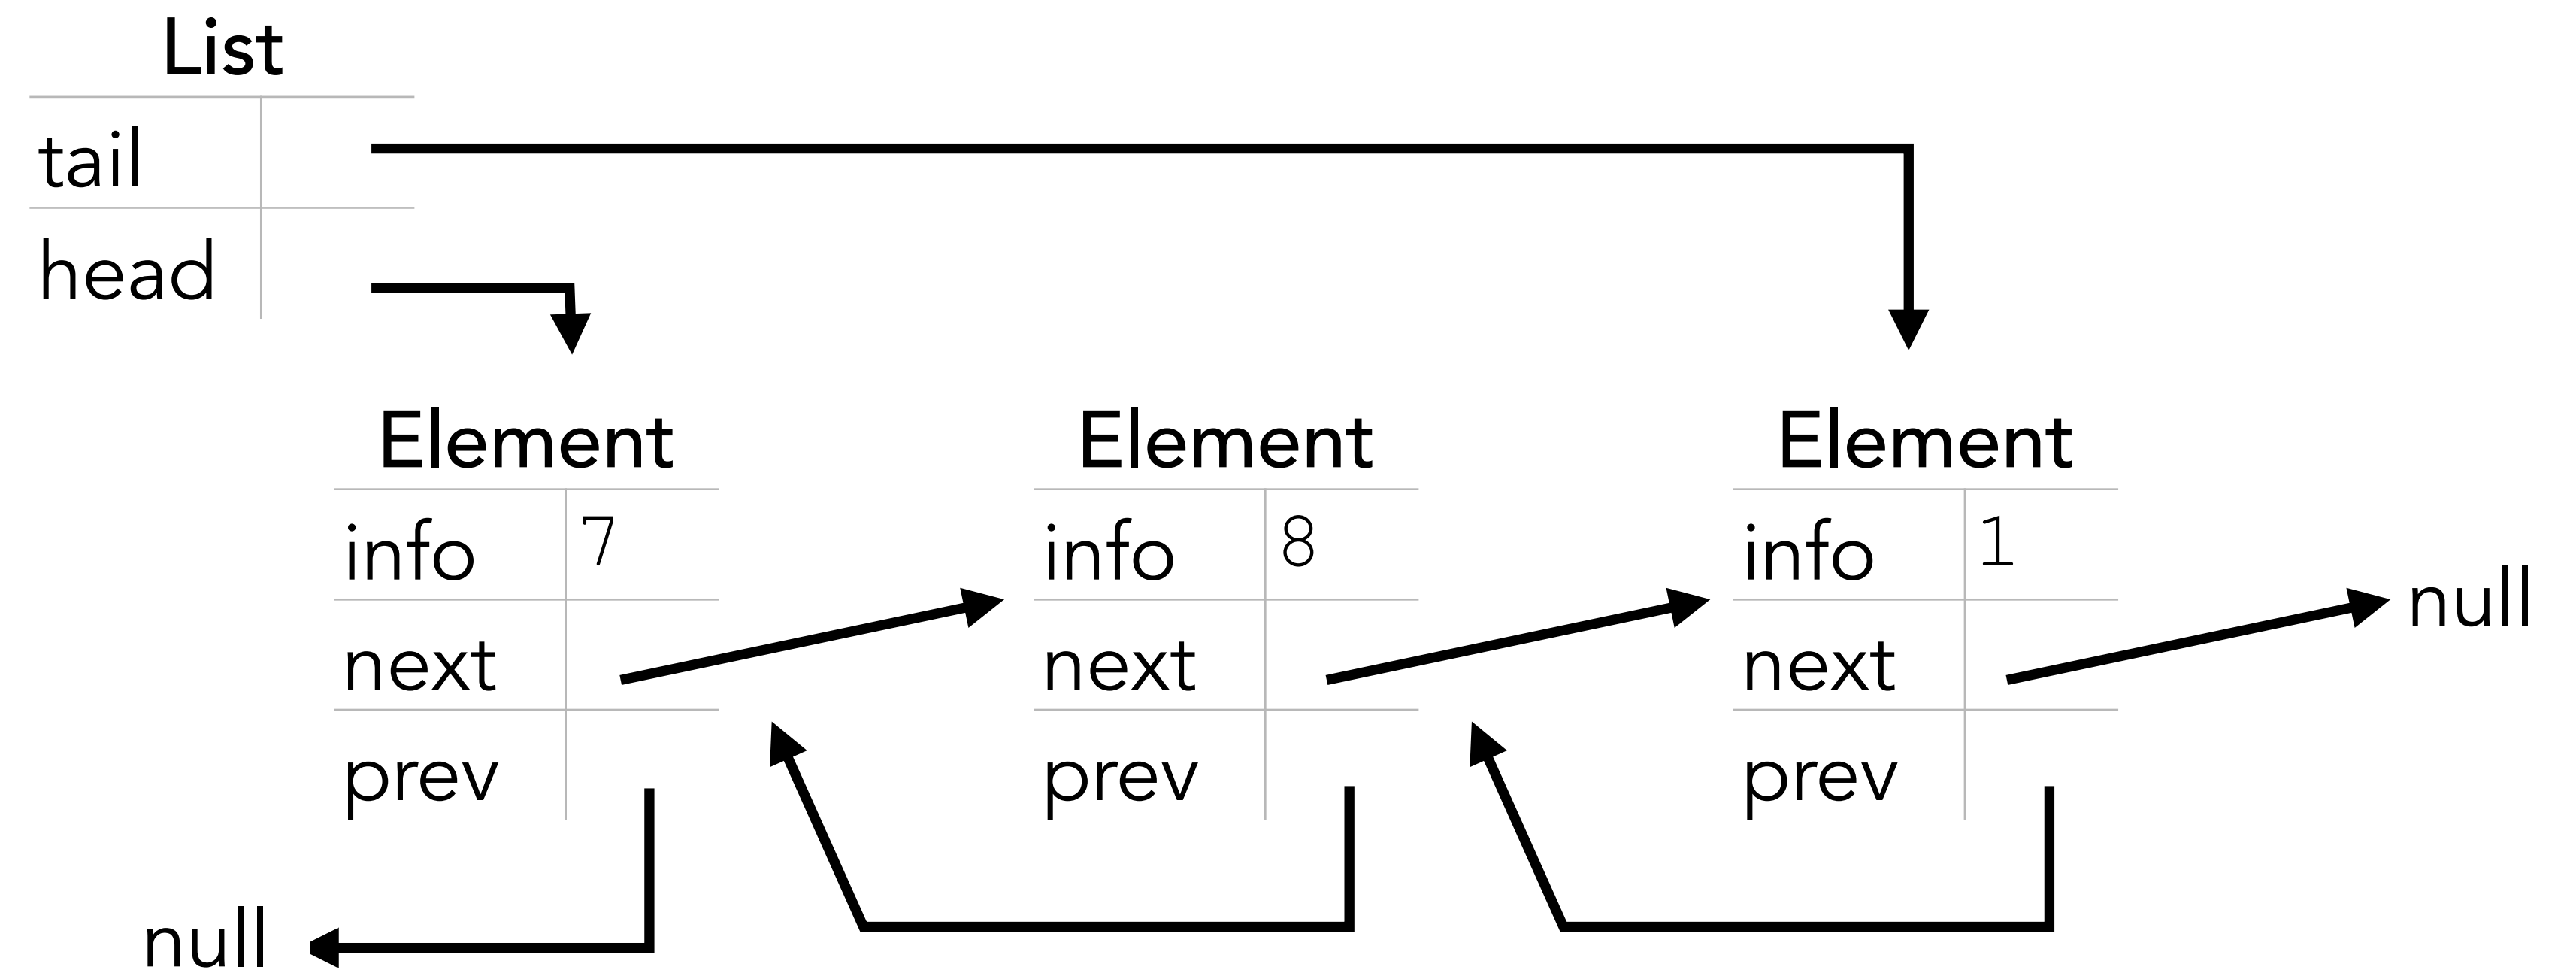 List
tail
head
Element
info 7
next
prev
Element
info 8
next
prev
Element
info 1
next
prev
null
null